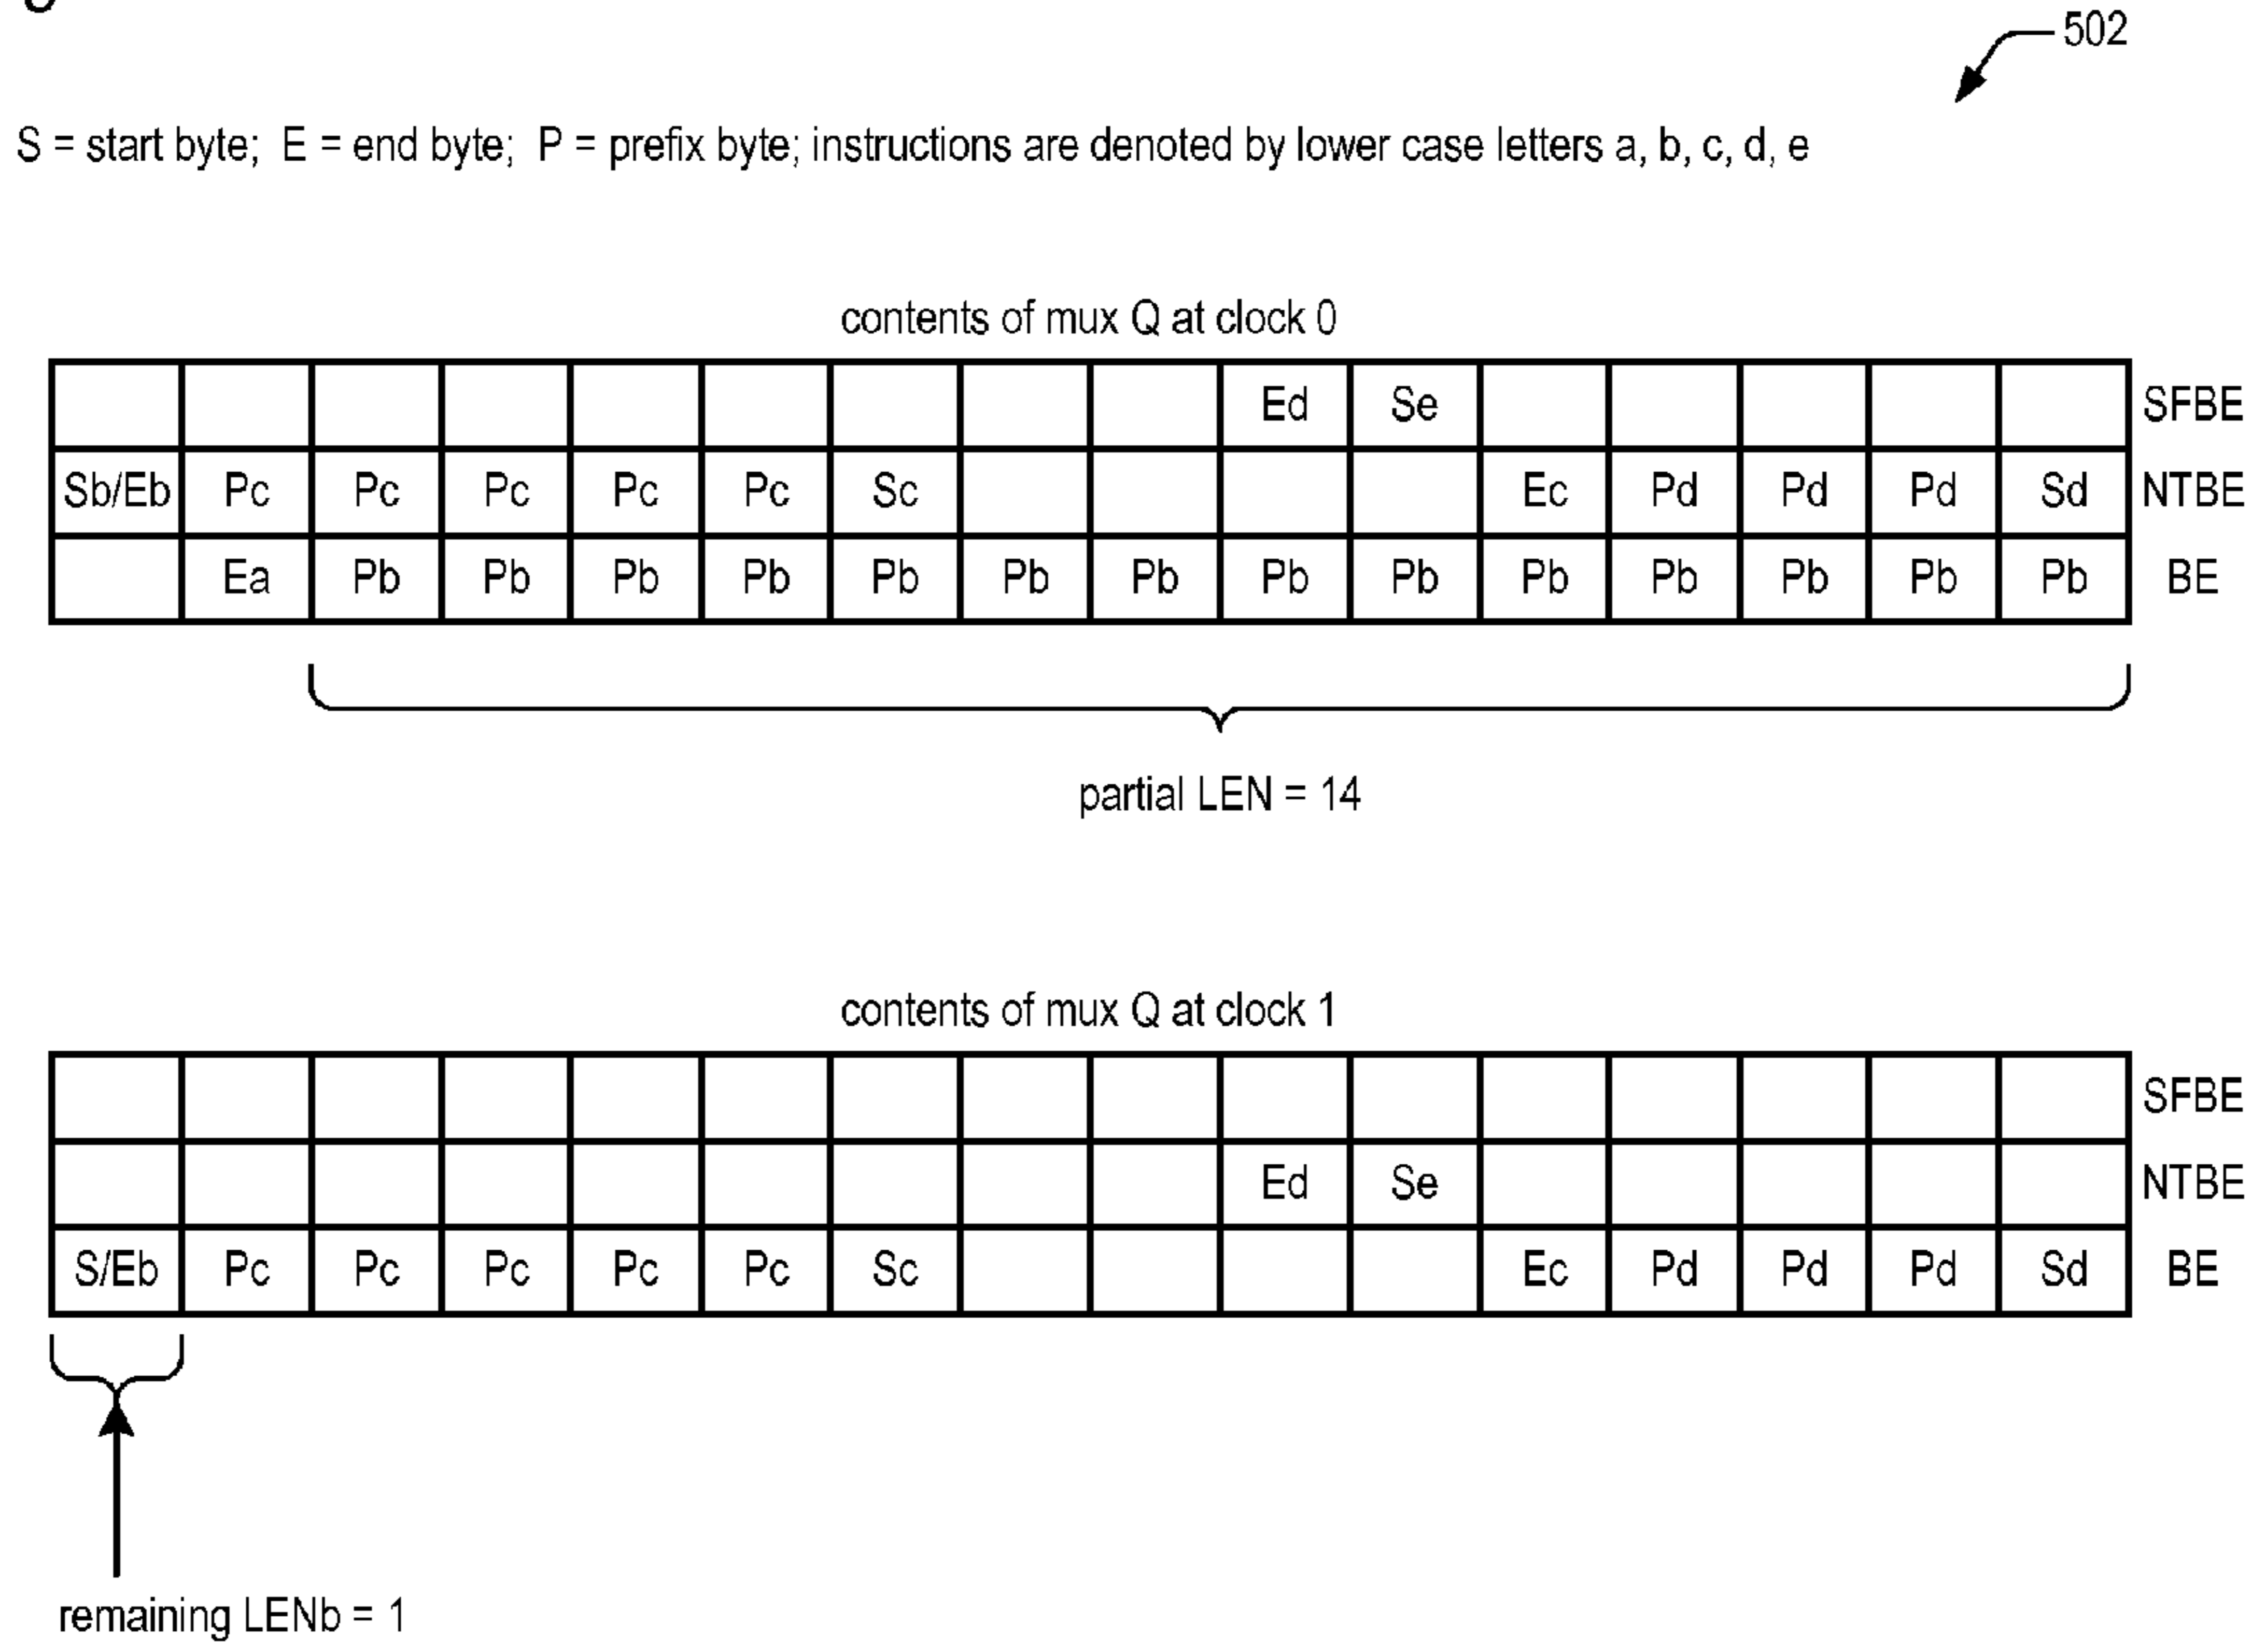 502
S = start byte; E = end byte; P = prefix byte; instructions are denoted by lower case letters a, b, c, d, e
contents of mux Q at clock 0
Ed Se SFBE
Sb/Eb Pc Pc Pc Pc Pc Sc Ec Pd Pd Pd Sd NTBE
Ea Pb Pb Pb Pb Pb Pb Pb Pb Pb Pb Pb Pb Pb Pb BE
partial LEN = 14
contents of mux Q at clock 1
SFBE
Ed Se NTBE
S/Eb Pc Pc Pc Pc Pc Sc Ec Pd Pd Pd Sd BE
remaining LENb = 1